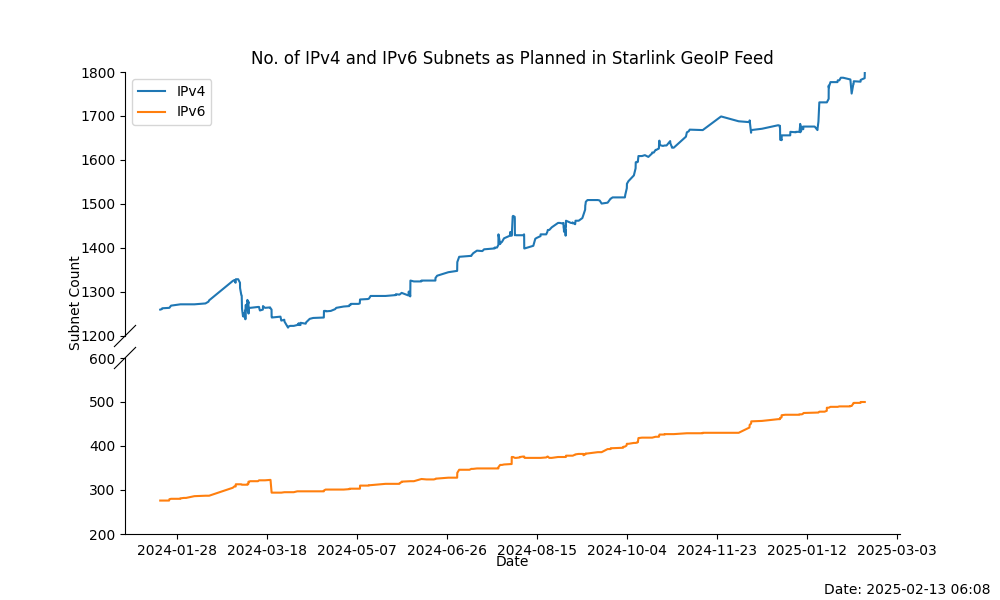 No. of IPv4 and IPv6 Subnets as Planned in Starlink GeoIP Feed
IPv4
IPv6
Subnet Count
1800
1700
1600
1500
1400
1300
1200
600
500
400
300
200
2024-01-28 2024-03-18 2024-05-07 2024-06-26 2024-08-15 2024-10-04 2024-11-23 2025-01-12 2025-03-03
Date
Date: 2025-02-13 06:08